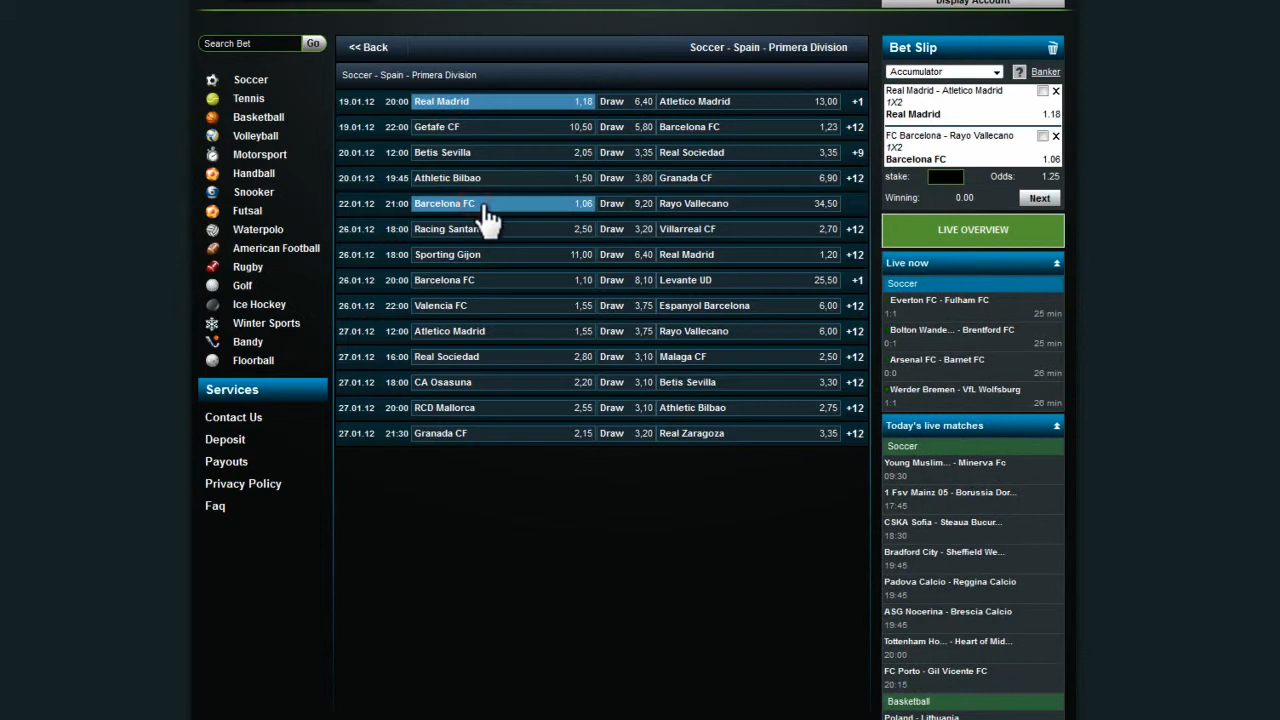 Display Account
Search Bet Go
Soccer
Tennis
Basketball
Volleyball
Motorsport
Handball
Snooker
Futsal
Waterpolo
American Football
Rugby
Golf
Ice Hockey
Winter Sports
Bandy
Floorball
Services
Contact Us
Deposit
Payouts
Privacy Policy
Faq
<< Back Soccer - Spain - Primera Division
Soccer - Spain - Primera Division
19.01.12 20:00 Real Madrid 1,18 Draw 6,40 Atletico Madrid 13,00 +1
19.01.12 22:00 Getafe CF 10,50 Draw 5,80 Barcelona FC 1,23 +12
20.01.12 18:00 Betis Sevilla 2,05 Draw 3,35 Real Sociedad 3,35 +9
20.01.12 19:45 Athletic Bilbao 1,50 Draw 3,80 Granada CF 6,90 +12
22.01.12 21:00 Barcelona FC 1,06 Draw 9,20 Rayo Vallecano 34,50
26.01.12 18:00 Racing Santan 2,50 Draw 3,20 Villarreal CF 2,70 +12
26.01.12 18:00 Sporting Gijon 11,00 Draw 6,40 Real Madrid 1,20 +12
26.01.12 20:00 Barcelona FC 1,10 Draw 8,10 Levante UD 25,50 +1
26.01.12 22:00 Valencia FC 1,55 Draw 3,75 Espanyol Barcelona 6,00 +12
27.01.12 12:00 Atletico Madrid 1,55 Draw 3,75 Rayo Vallecano 6,00 +12
27.01.12 16:00 Real Sociedad 2,80 Draw 3,10 Malaga CF 2,50 +12
27.01.12 18:00 CA Osasuna 2,20 Draw 3,10 Betis Sevilla 3,30 +12
27.01.12 20:00 RCD Mallorca 2,55 Draw 3,10 Athletic Bilbao 2,75 +12
27.01.12 21:30 Granada CF 2,15 Draw 3,20 Real Zaragoza 3,35 +12
Bet Slip
Accumulator ? Banker
Real Madrid - Atletico Madrid
1X2
Real Madrid 1.18
FC Barcelona - Rayo Vallecano
1X2
Barcelona FC 1.06
stake: Odds: 1.25
Winning: 0.00 Next
LIVE OVERVIEW
Live now
Soccer
Everton FC - Fulham FC
1:1 25 min
Bolton Wande... - Brentford FC
0:1 25 min
Arsenal FC - Barnet FC
0:0 26 min
Werder Bremen - VfL Wolfsburg
1:1 26 min
Today's live matches
Soccer
Young Muslim... - Minerva Fc
09:30
1 Fsv Mainz 05 - Borussia Dor...
17:45
CSKA Sofia - Steaua Bucur...
18:30
Bradford City - Sheffield We...
19:45
Padova Calcio - Reggina Calcio
19:45
ASG Nocerina - Brescia Calcio
19:45
Tottenham Ho... - Heart of Mid...
20:00
FC Porto - Gil Vicente FC
20:15
Basketball
Poland - Lithuania